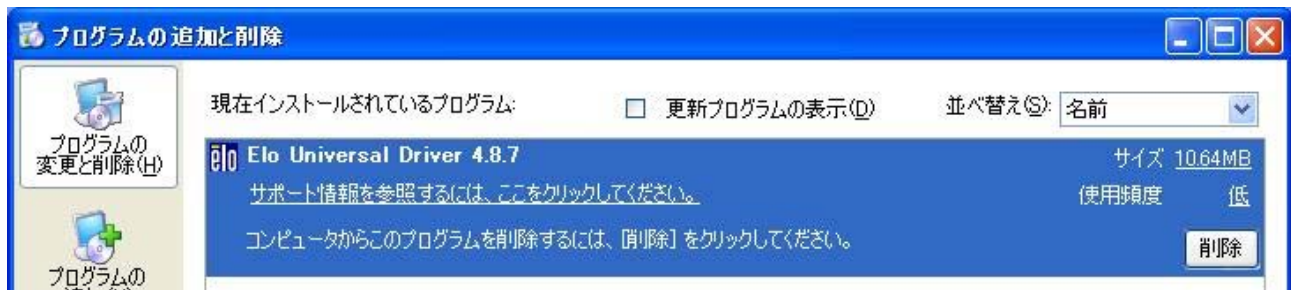 プログラムの追加と削除
プログラムの
変更と削除(H)
現在インストールされているプログラム:
更新プログラムの表示(D)
並べ替え(S):
名前
elo
Elo Universal Driver 4.8.7
サイズ 10.64MB
サポート情報を参照するには、ここをクリックしてください。
使用頻度 低
コンピュータからこのプログラムを削除するには、[削除] をクリックしてください。
削除
プログラムの